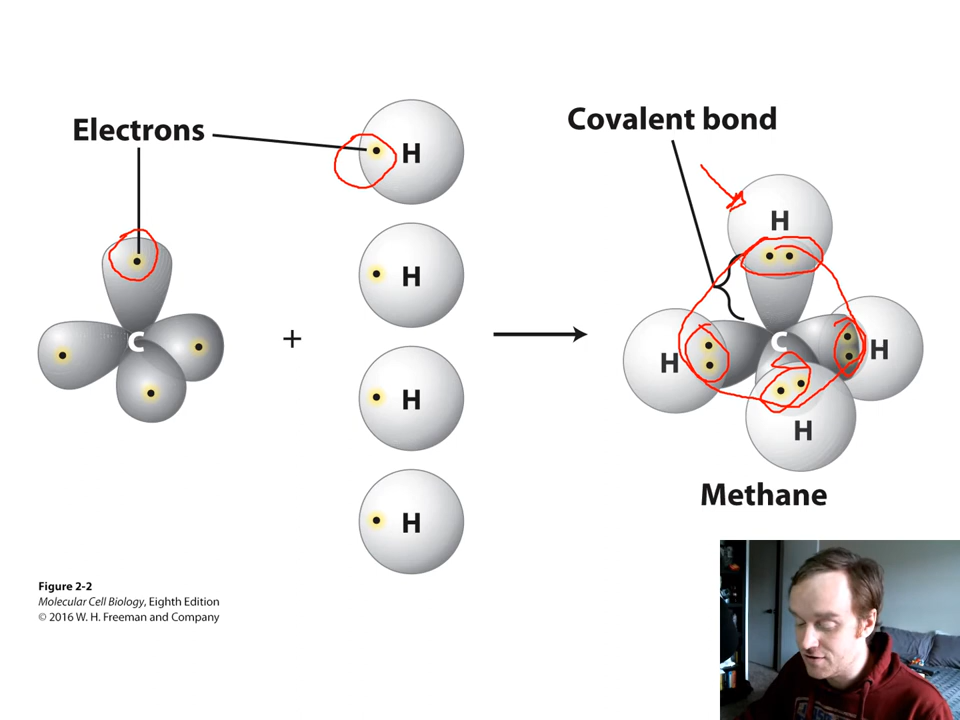 Electrons
H
Covalent bond
H
H
C
+
C
H
H
H
H
H
Methane
H
Figure 2-2
Molecular Cell Biology, Eighth Edition
© 2016 W. H. Freeman and Company